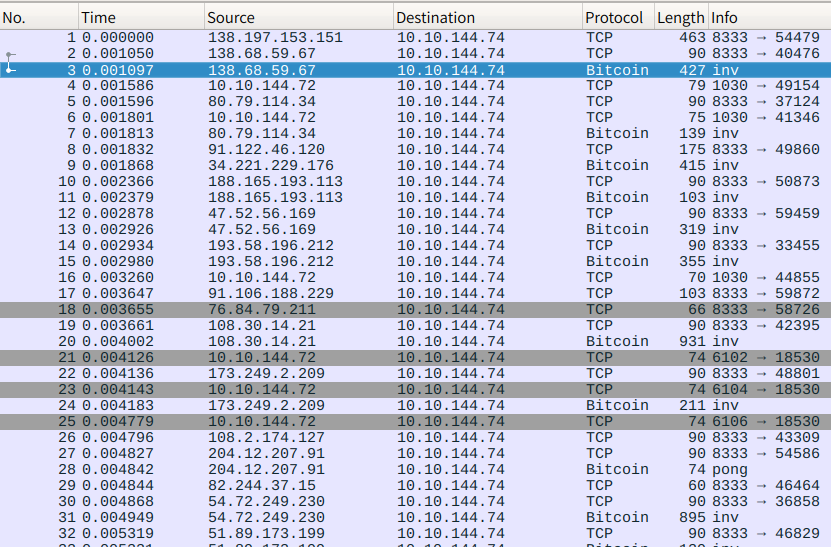 No. Time Source Destination Protocol Length Info
1 0.000000 138.197.153.151 10.10.144.74 TCP 463 8333 → 54479
2 0.001050 138.68.59.67 10.10.144.74 TCP 90 8333 → 40476
3 0.001097 138.68.59.67 10.10.144.74 Bitcoin 427 inv
4 0.001586 10.10.144.72 10.10.144.74 TCP 79 1030 → 49154
5 0.001596 80.79.114.34 10.10.144.74 TCP 90 8333 → 37124
6 0.001801 10.10.144.72 10.10.144.74 TCP 75 1030 → 41346
7 0.001813 80.79.114.34 10.10.144.74 Bitcoin 139 inv
8 0.001832 91.122.46.120 10.10.144.74 TCP 175 8333 → 49860
9 0.001868 34.221.229.176 10.10.144.74 Bitcoin 415 inv
10 0.002366 188.165.193.113 10.10.144.74 TCP 90 8333 → 50873
11 0.002379 188.165.193.113 10.10.144.74 Bitcoin 103 inv
12 0.002878 47.52.56.169 10.10.144.74 TCP 90 8333 → 59459
13 0.002926 47.52.56.169 10.10.144.74 Bitcoin 319 inv
14 0.002934 193.58.196.212 10.10.144.74 TCP 90 8333 → 33455
15 0.002980 193.58.196.212 10.10.144.74 Bitcoin 355 inv
16 0.003260 10.10.144.72 10.10.144.74 TCP 70 1030 → 44855
17 0.003647 91.106.188.229 10.10.144.74 TCP 103 8333 → 59872
18 0.003655 76.84.79.211 10.10.144.74 TCP 66 8333 → 58726
19 0.003661 108.30.14.21 10.10.144.74 TCP 90 8333 → 42395
20 0.004002 108.30.14.21 10.10.144.74 Bitcoin 931 inv
21 0.004126 10.10.144.72 10.10.144.74 TCP 74 6102 → 18530
22 0.004136 173.249.2.209 10.10.144.74 TCP 90 8333 → 48801
23 0.004143 10.10.144.72 10.10.144.74 TCP 74 6104 → 18530
24 0.004183 173.249.2.209 10.10.144.74 Bitcoin 211 inv
25 0.004779 10.10.144.72 10.10.144.74 TCP 74 6106 → 18530
26 0.004796 108.2.174.127 10.10.144.74 TCP 90 8333 → 43309
27 0.004827 204.12.207.91 10.10.144.74 TCP 90 8333 → 54586
28 0.004842 204.12.207.91 10.10.144.74 Bitcoin 74 pong
29 0.004844 82.244.37.15 10.10.144.74 TCP 60 8333 → 46464
30 0.004868 54.72.249.230 10.10.144.74 TCP 90 8333 → 36858
31 0.004949 54.72.249.230 10.10.144.74 Bitcoin 895 inv
32 0.005319 51.89.173.199 10.10.144.74 TCP 90 8333 → 46829